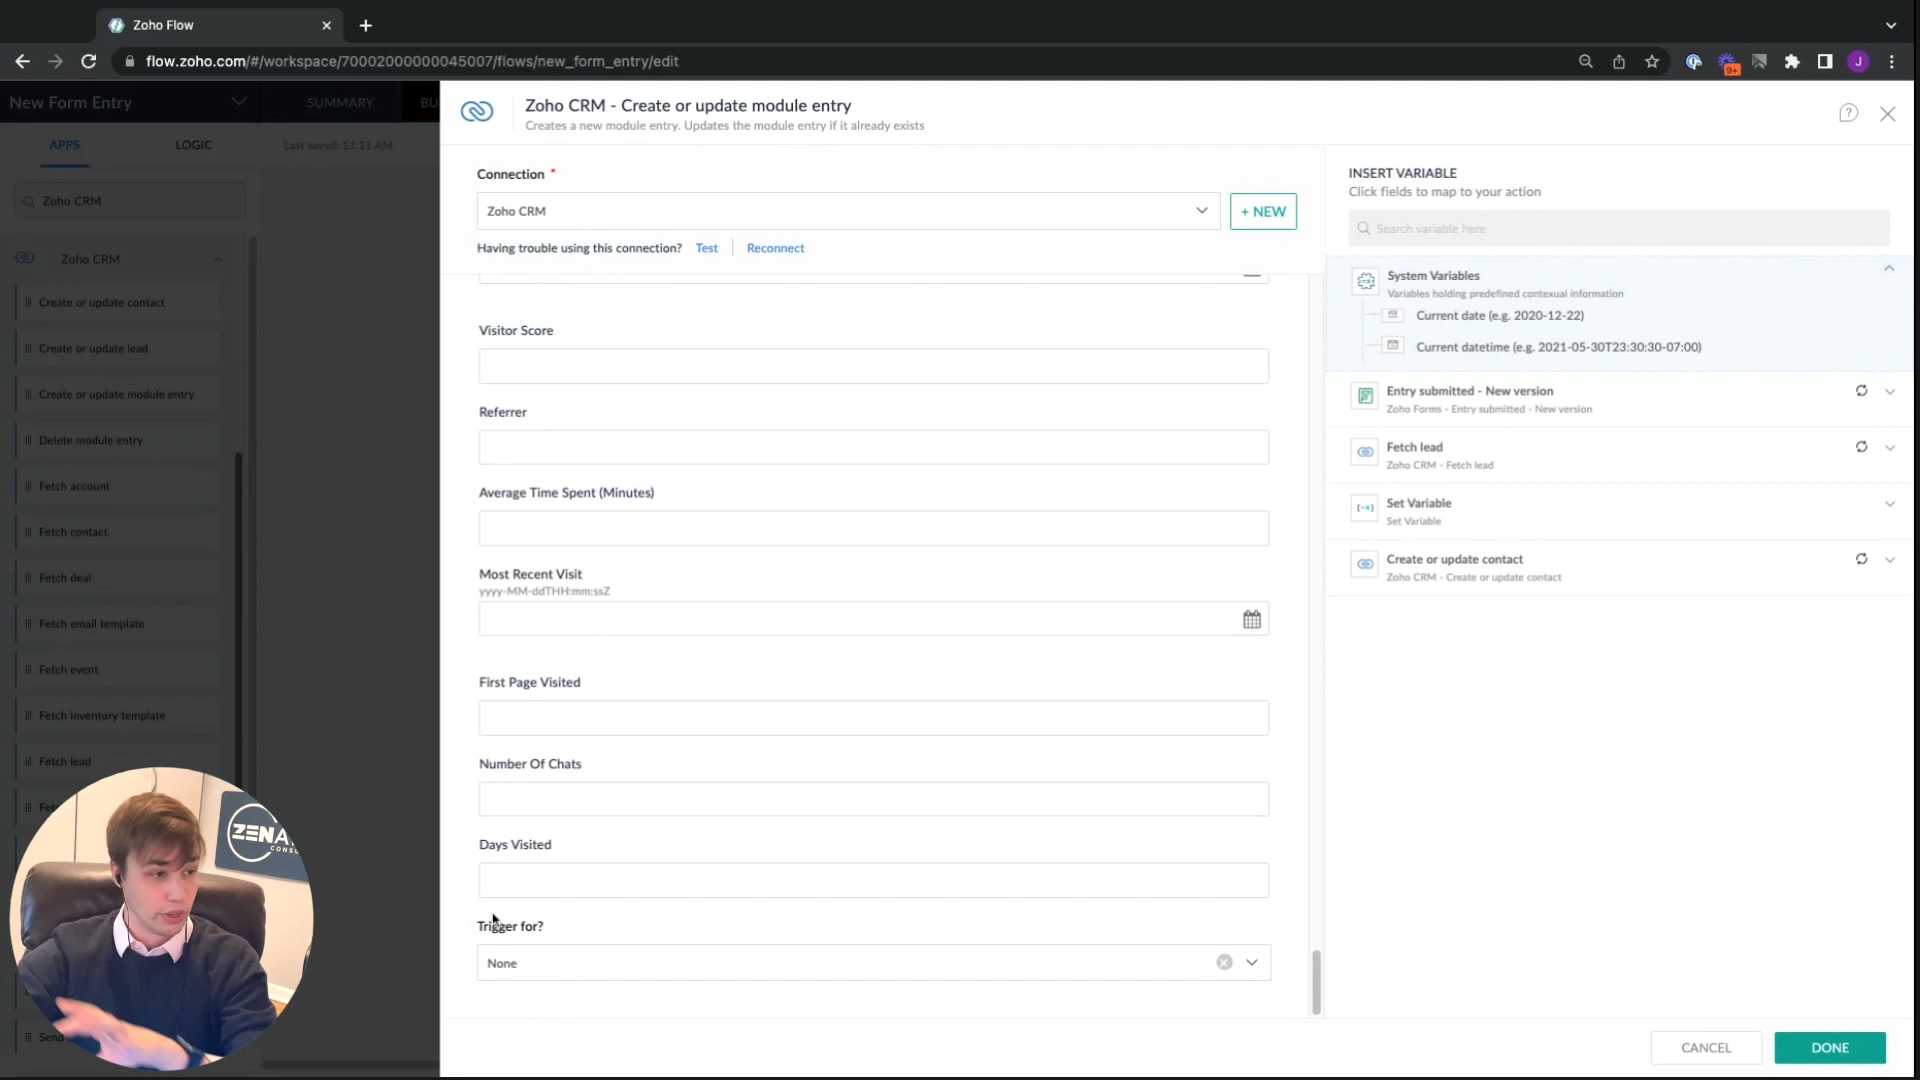 Zoho Flow
flow.zoho.com/#/workspace/70002000000045007/flows/new_form_entry/edit
9+
J
New Form Entry
SUMMARY
BU
APPS
LOGIC
Last saved: 11:11 AM
Zoho CRM
Zoho CRM
Create or update contact
Create or update lead
Create or update module entry
Delete module entry
Fetch account
Fetch contact
Fetch deal
Fetch email template
Fetch event
Fetch inventory template
Fetch lead
Send
ZENA
CONSU
Zoho CRM - Create or update module entry
Creates a new module entry. Updates the module entry if it already exists
Connection *
Zoho CRM
+ NEW
Having trouble using this connection? Test | Reconnect
Visitor Score
Referrer
Average Time Spent (Minutes)
Most Recent Visit
yyyy-MM-ddTHH:mm:ssZ
First Page Visited
Number Of Chats
Days Visited
Trigger for?
None
INSERT VARIABLE
Click fields to map to your action
Search variable here
System Variables
Variables holding predefined contexual information
Current date (e.g. 2020-12-22)
Current datetime (e.g. 2021-05-30T23:30:30-07:00)
Entry submitted - New version
Zoho Forms - Entry submitted - New version
Fetch lead
Zoho CRM - Fetch lead
Set Variable
Set Variable
Create or update contact
Zoho CRM - Create or update contact
CANCEL
DONE